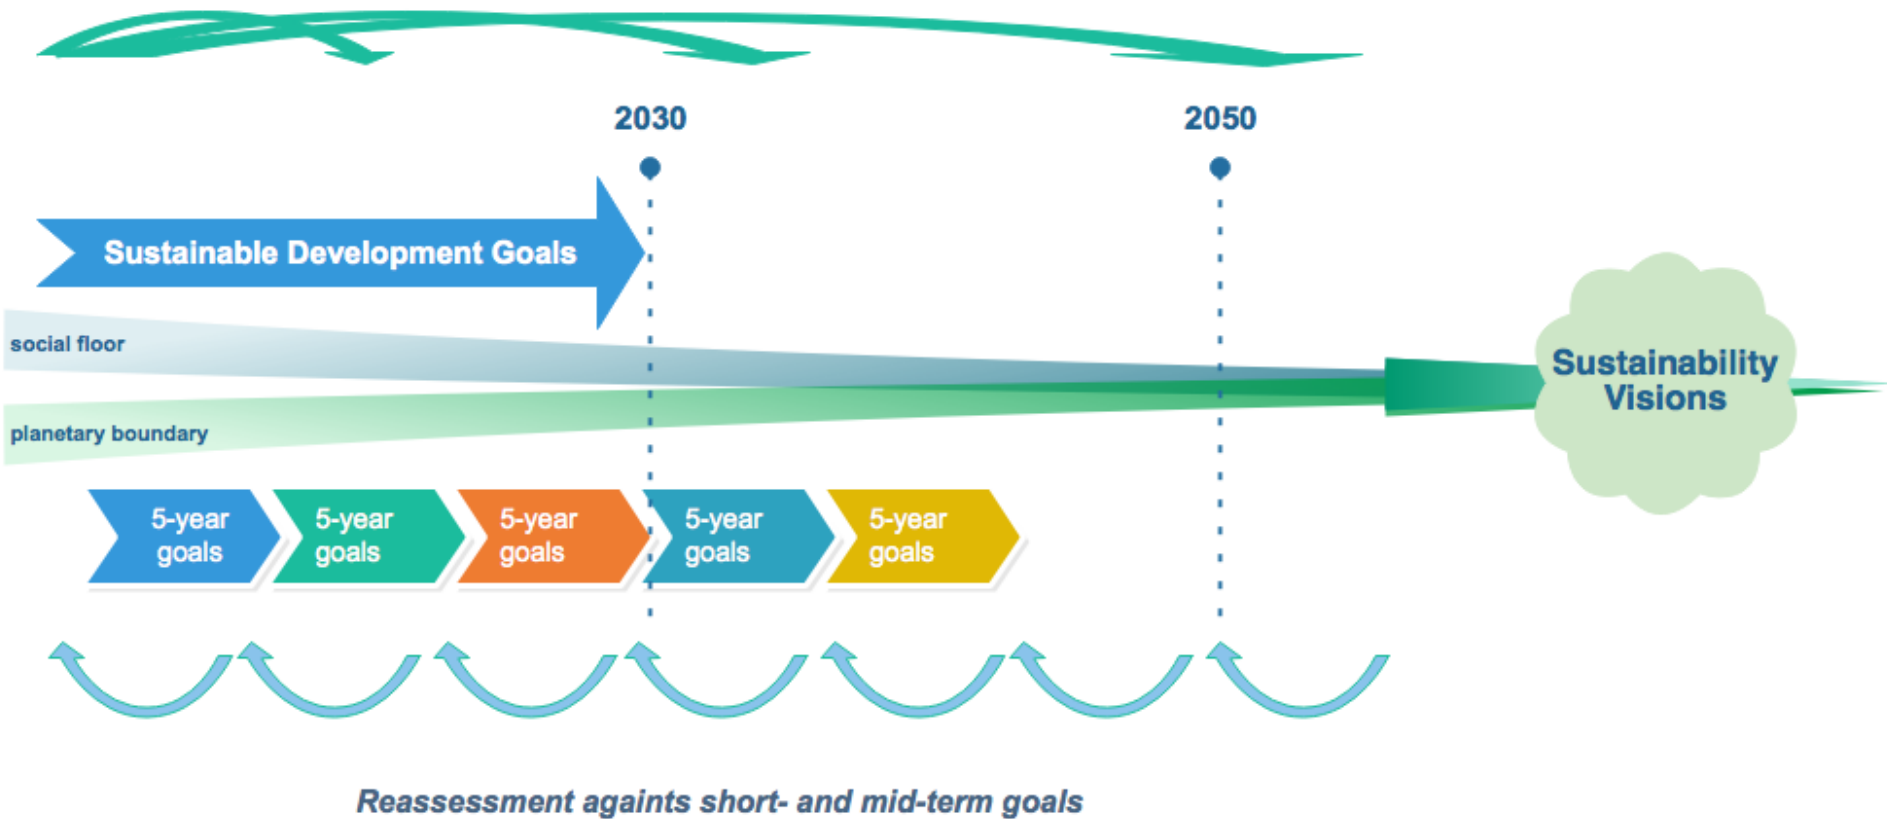 2030
2050
Sustainable Development Goals
social floor
Sustainability
Visions
planetary boundary
5-year
goals
5-year
goals
5-year
goals
5-year
goals
5-year
goals
Reassessment againts short- and mid-term goals